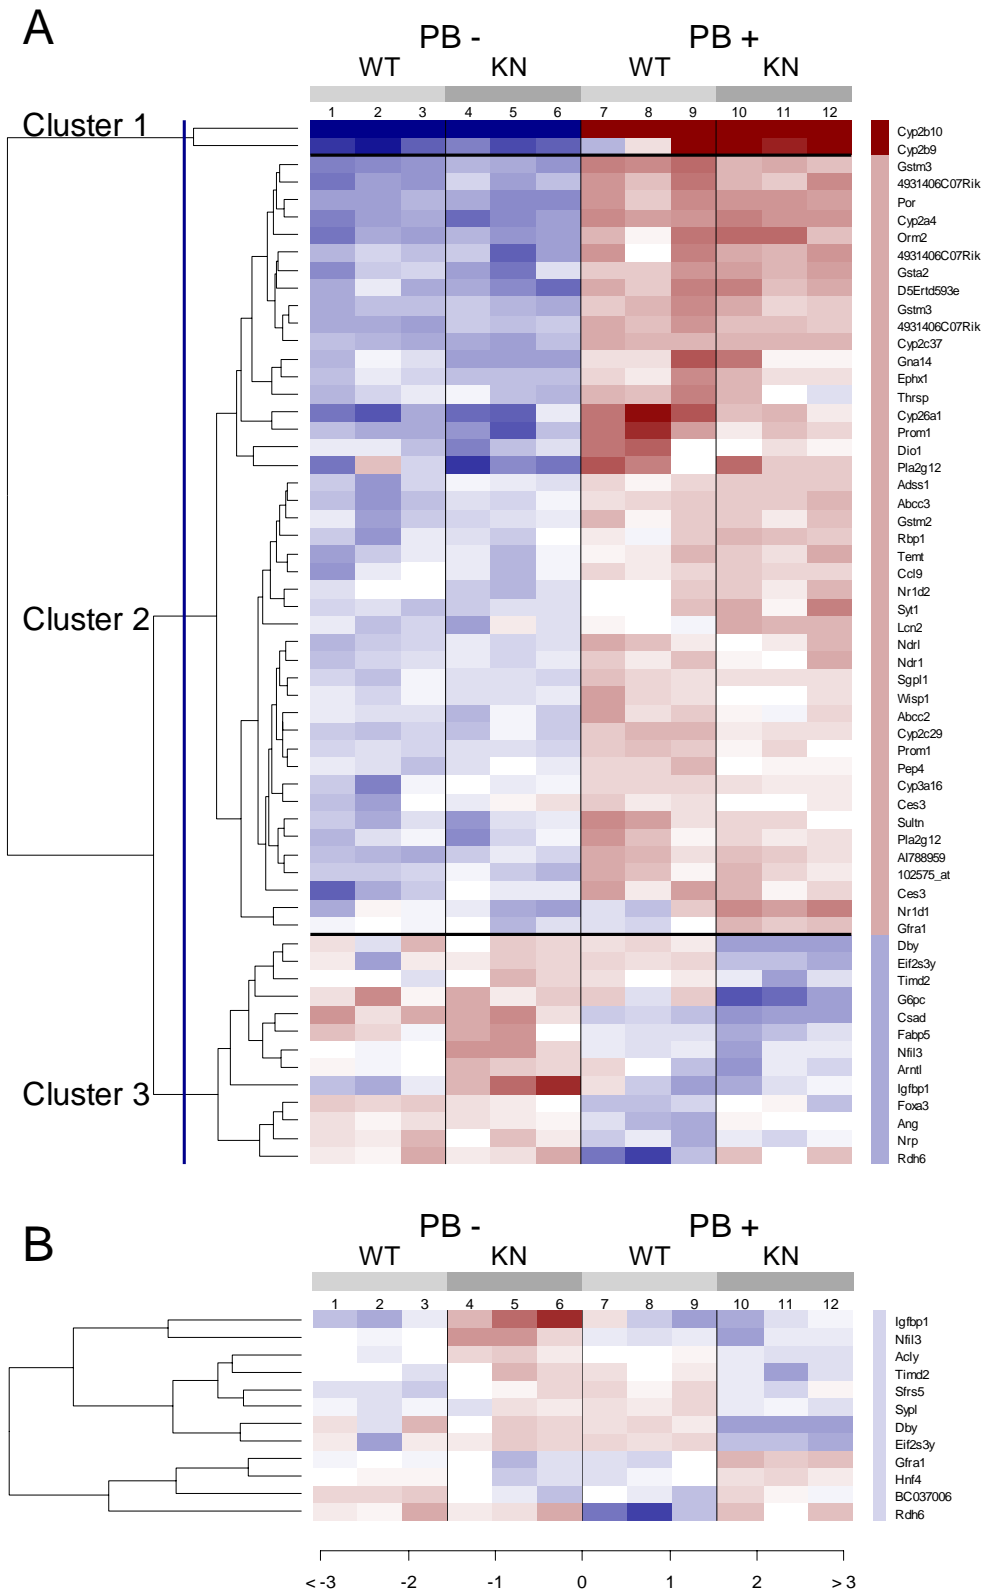 A
PB - PB +
WT KN WT KN
1 2 3 4 5 6 7 8 9 10 11 12
Cluster 1
Cyp2b10
Cyp2b9
Gstm3
4931406C07Rik
Por
Cyp2a4
Orm2
4931406C07Rik
Gsta2
D5Ertd593e
Gstm3
4931406C07Rik
Cyp2c37
Gna14
Ephx1
Thrsp
Cyp26a1
Prom1
Dio1
Pla2g12
Adss1
Abcc3
Gstm2
Rbp1
Temt
Ccl9
Nr1d2
Cluster 2
Syt1
Lcn2
Ndrl
Ndr1
Sgpl1
Wisp1
Abcc2
Cyp2c29
Prom1
Pep4
Cyp3a16
Ces3
Sultn
Pla2g12
AI788959
102575_at
Ces3
Nr1d1
Gfra1
Dby
Eif2s3y
Timd2
G6pc
Csad
Fabp5
Nfil3
Arntl
Cluster 3
Igfbp1
Foxa3
Ang
Nrp
Rdh6
B
PB - PB +
WT KN WT KN
1 2 3 4 5 6 7 8 9 10 11 12
Igfbp1
Nfil3
Acly
Timd2
Sfrs5
Sypl
Dby
Eif2s3y
Gfra1
Hnf4
BC037006
Rdh6
< -3 -2 -1 0 1 2 > 3